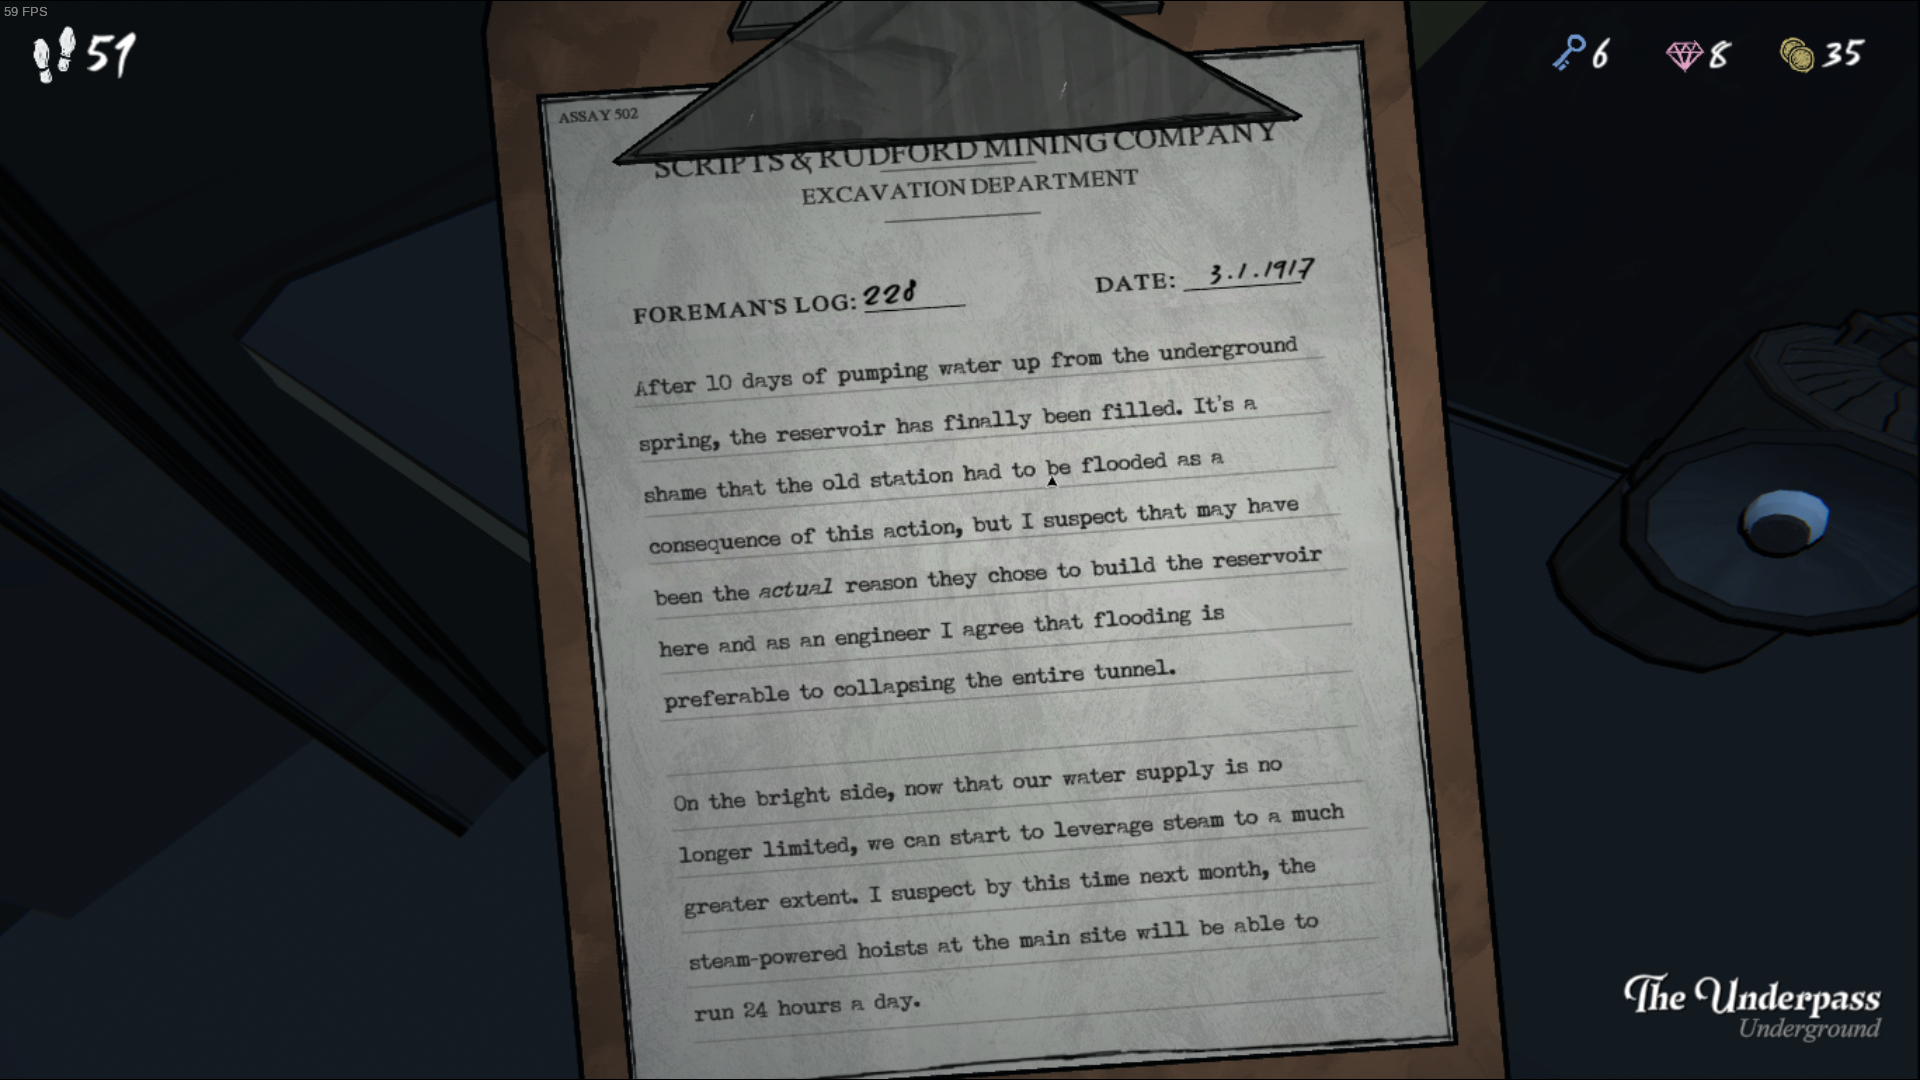 59 FPS
51
6
8
35
ASSAY 502
SCRIPTS & RUDFORD MINING COMPANY
EXCAVATION DEPARTMENT
FOREMAN'S LOG: 228
DATE: 3.1.1917
After 10 days of pumping water up from the underground
spring, the reservoir has finally been filled. It's a
shame that the old station had to be flooded as a
consequence of this action, but I suspect that may have
been the actual reason they chose to build the reservoir
here and as an engineer I agree that flooding is
preferable to collapsing the entire tunnel.
On the bright side, now that our water supply is no
longer limited, we can start to leverage steam to a much
greater extent. I suspect by this time next month, the
steam-powered hoists at the main site will be able to
run 24 hours a day.
The Underpass
Underground